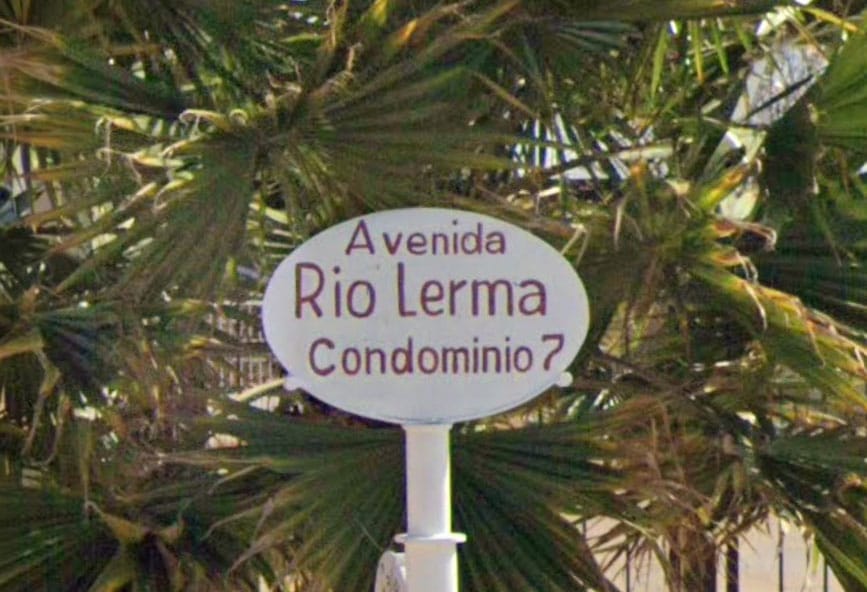 Avenida
Rio Lerma
Condominio 7